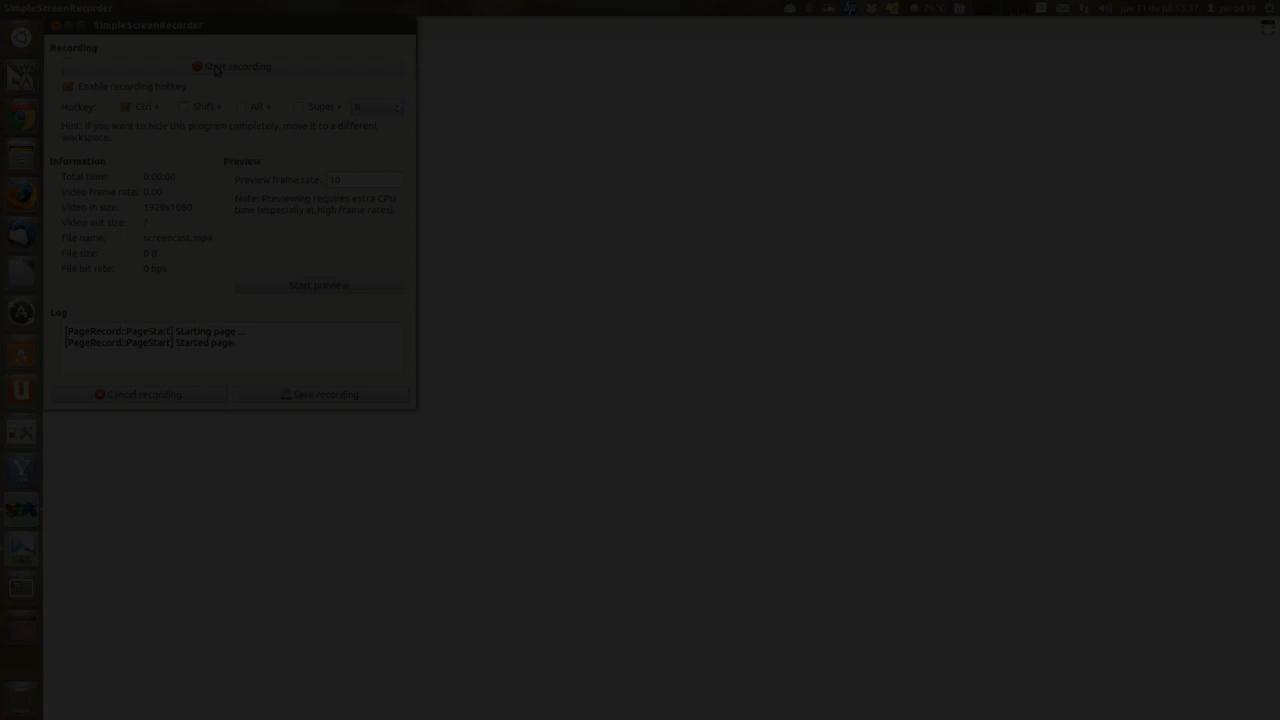 SimpleScreenRecorder
SimpleScreenRecorder
Recording
Start recording
Enable recording hotkey
Hotkey: Ctrl + Shift + Alt + Super + R
Hint: If you want to hide this program completely, move it to a different
workspace.
Information
Total time: 0:00:00
Video frame rate: 0.00
Video in size: 1920x1080
Video out size: ?
File name: screencast.mp4
File size: 0 B
File bit rate: 0 bps
Preview
Preview frame rate: 10
Note: Previewing requires extra CPU
time (especially at high frame rates).
Start preview
Log
[PageRecord::PageStart] Starting page ...
[PageRecord::PageStart] Started page.
Cancel recording
Save recording